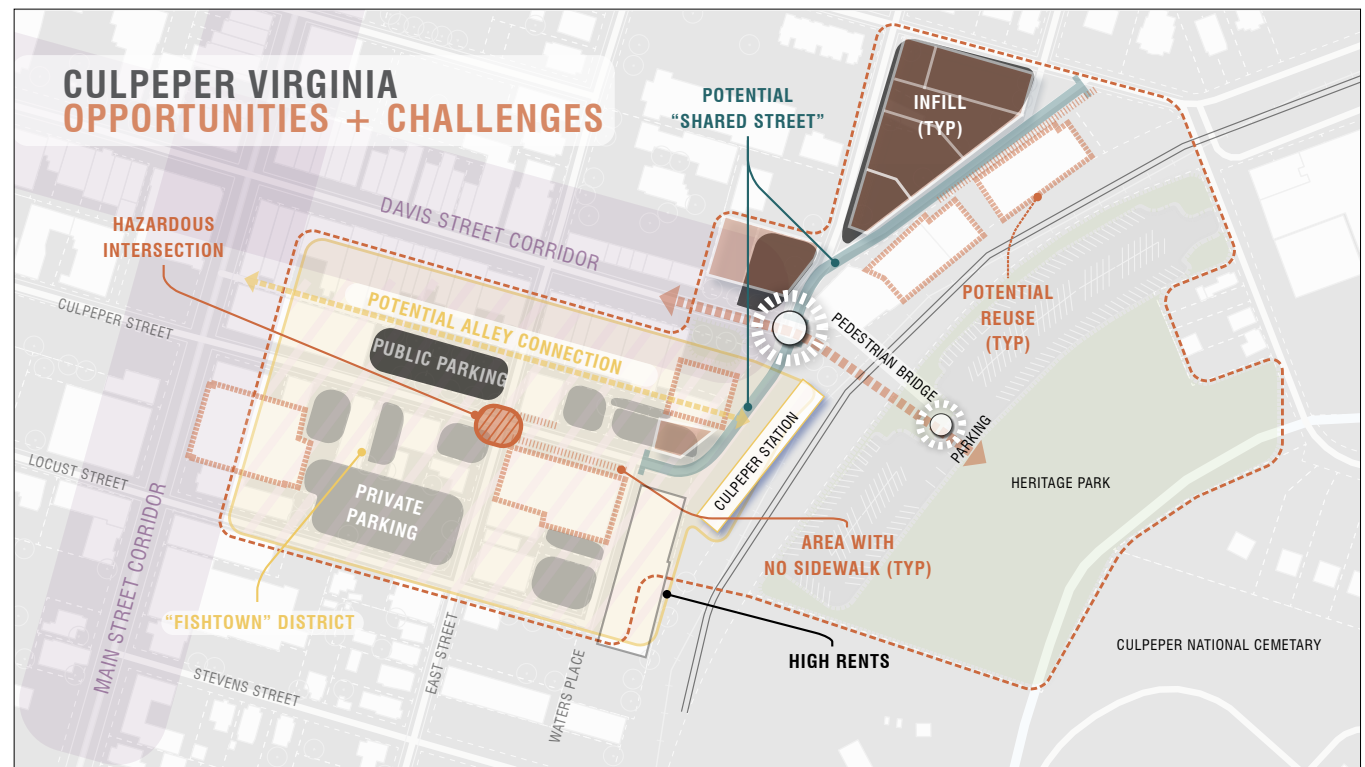 CULPEPER VIRGINIA
OPPORTUNITIES + CHALLENGES
POTENTIAL
“SHARED STREET”
INFILL
(TYP)
HAZARDOUS
INTERSECTION
DAVIS STREET CORRIDOR
CULPEPER STREET
POTENTIAL ALLEY CONNECTION
PUBLIC PARKING
POTENTIAL
REUSE
(TYP)
PEDESTRIAN BRIDGE
PARKING
CULPEPER STATION
LOCUST STREET
HERITAGE PARK
PRIVATE
PARKING
AREA WITH
NO SIDEWALK (TYP)
“FISHTOWN” DISTRICT
MAIN STREET CORRIDOR
HIGH RENTS
CULPEPER NATIONAL CEMETARY
STEVENS STREET
EAST STREET
WATERS PLACE